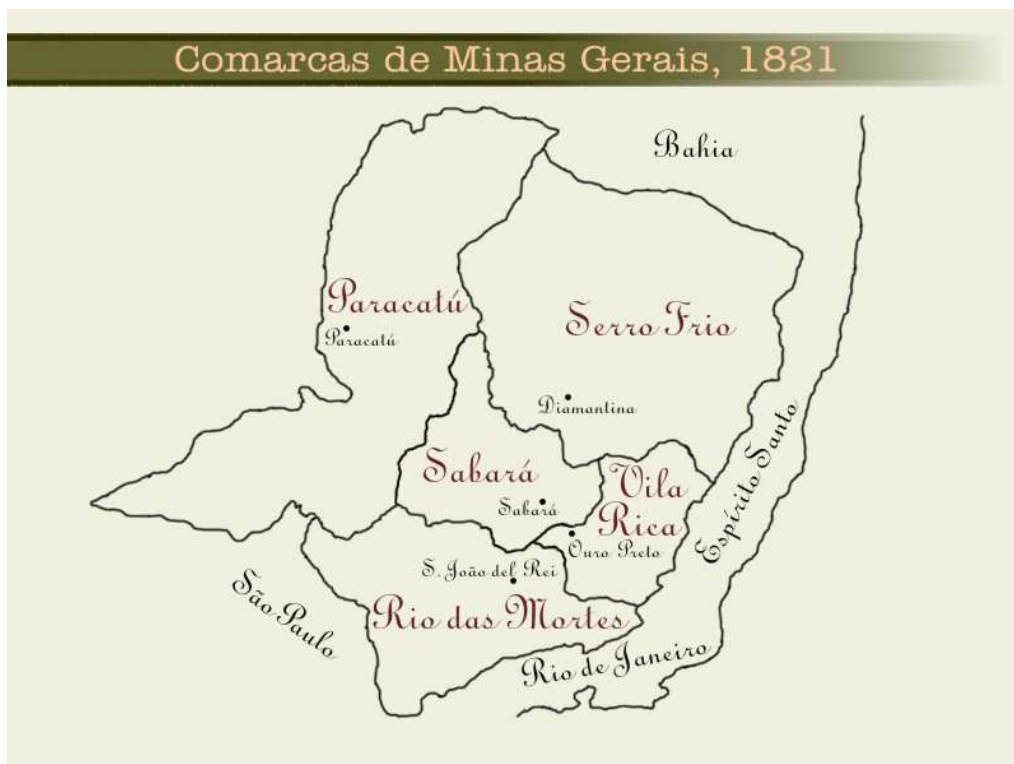 Comarcas de Minas Gerais, 1821
Bahia
Paracatú
Paracatú
Serro Frio
Diamantina
Sabará
Sabará
Vila
Rica
Ouro Preto
Espírito Santo
S. João del Rei
Rio das Mortes
São Paulo
Rio de Janeiro